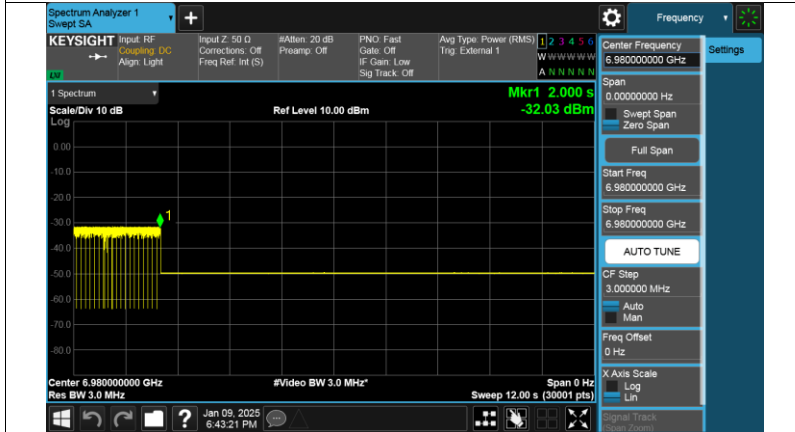 Spectrum Analyzer 1
Swept SA
Frequency
KEYSIGHT
Input: RF
Coupling: DC
Align: Light
Input Z: 50 Ω
Corrections: Off
Freq Ref: Int (S)
#Atten: 20 dB
Preamp: Off
PNO: Fast
Gate: Off
IF Gain: Low
Sig Track: Off
Avg Type: Power (RMS)
Trig: External 1
1 2 3 4 5 6
W W W W W W
A N N N N N
LXI
1 Spectrum
Mkr1 2.000 s
-32.03 dBm
Scale/Div 10 dB
Ref Level 10.00 dBm
Log
0.00
-10.0
-20.0
-30.0
-40.0
-50.0
-60.0
-70.0
-80.0
1
Center 6.980000000 GHz
#Video BW 3.0 MHz*
Span 0 Hz
Res BW 3.0 MHz
Sweep 12.00 s (30001 pts)
Jan 09, 2025
6:43:21 PM
Settings
Center Frequency
6.980000000 GHz
Span
0.00000000 Hz
Swept Span
Zero Span
Full Span
Start Freq
6.980000000 GHz
Stop Freq
6.980000000 GHz
AUTO TUNE
CF Step
3.000000 MHz
Auto
Man
Freq Offset
0 Hz
X Axis Scale
Log
Lin
Signal Track
(Span Zoom)